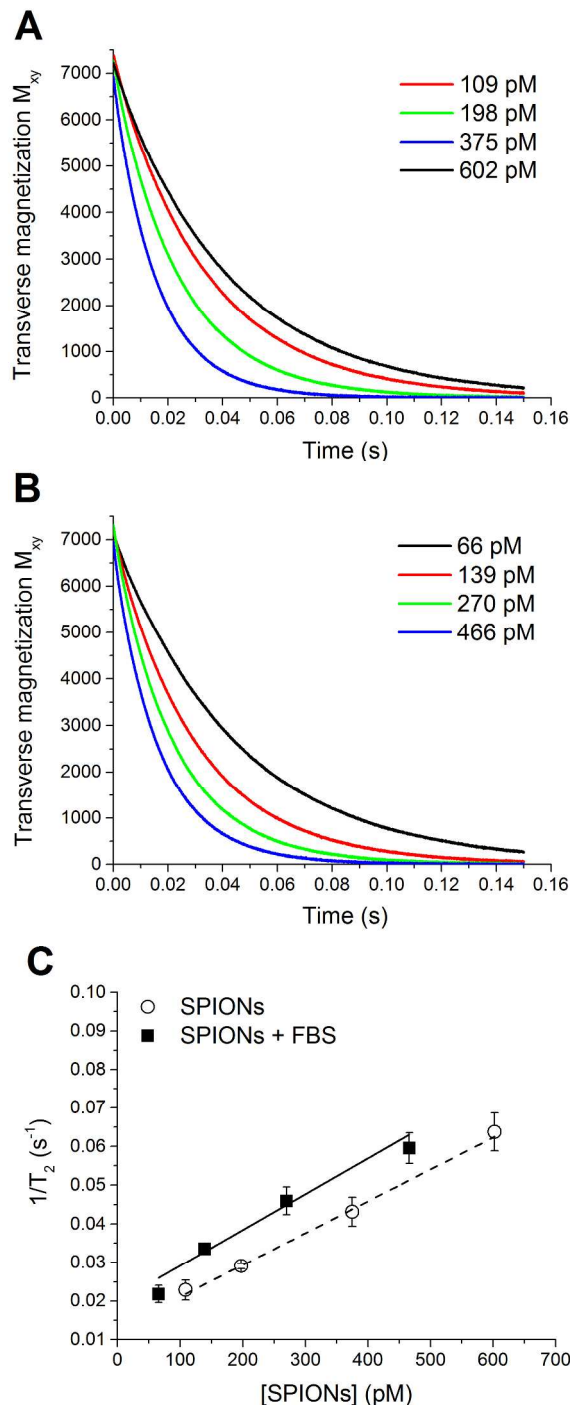 A
Transverse magnetization M_xy
7000
6000
5000
4000
3000
2000
1000
0
109 pM
198 pM
375 pM
602 pM
0.00 0.02 0.04 0.06 0.08 0.10 0.12 0.14 0.16
Time (s)
B
Transverse magnetization M_xy
7000
6000
5000
4000
3000
2000
1000
0
66 pM
139 pM
270 pM
466 pM
0.00 0.02 0.04 0.06 0.08 0.10 0.12 0.14 0.16
Time (s)
C
1/T_2 (s^-1)
0.10
0.09
0.08
0.07
0.06
0.05
0.04
0.03
0.02
0.01
SPIONs
SPIONs + FBS
0 100 200 300 400 500 600 700
[SPIONs] (pM)